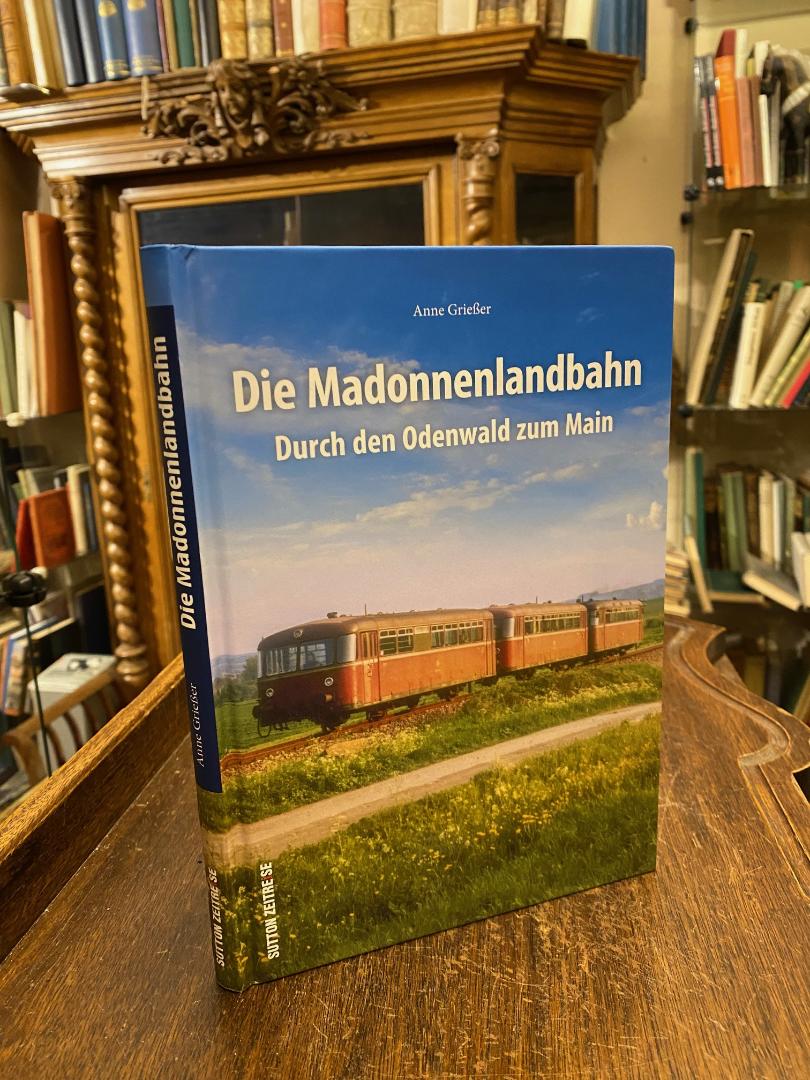 Anne Grießer
Die Madonnenlandbahn
Durch den Odenwald zum Main
SUTTON ZEITREISE
Die Madonnenlandbahn
Anne Grießer
SUTTON ZEITREISE